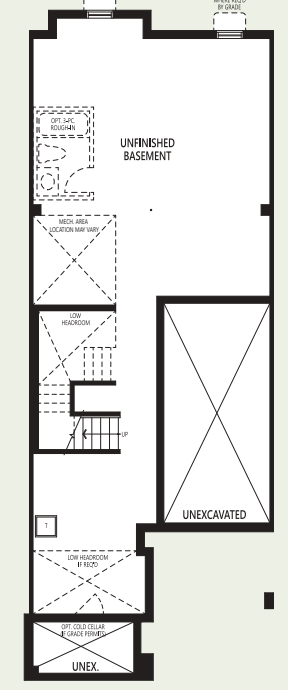 WHERE REQ'D
BY GRADE
OPT. 3-PC.
ROUGH-IN
UNFINISHED
BASEMENT
MECH. AREA
LOCATION MAY VARY
LOW
HEADROOM
UP
UNEXCAVATED
T
LOW HEADROOM
IF REQ'D
OPT. COLD CELLAR
(IF GRADE PERMITS)
UNEX.